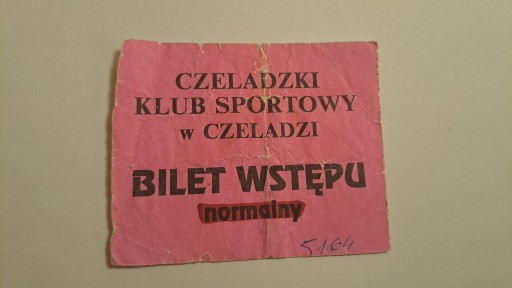 CZELADZKI
KLUB SPORTOWY
w CZELADZI
BILET WSTĘPU
normalny
5164